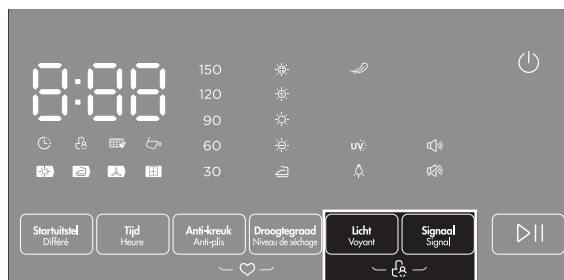 8:88
150
120
90
60
30
UV
Startuitstel
Différé
Tijd
Heure
Anti-kreuk
Anti-plis
Droogtegraad
Niveau de séchage
Licht
Voyant
Signaal
Signal